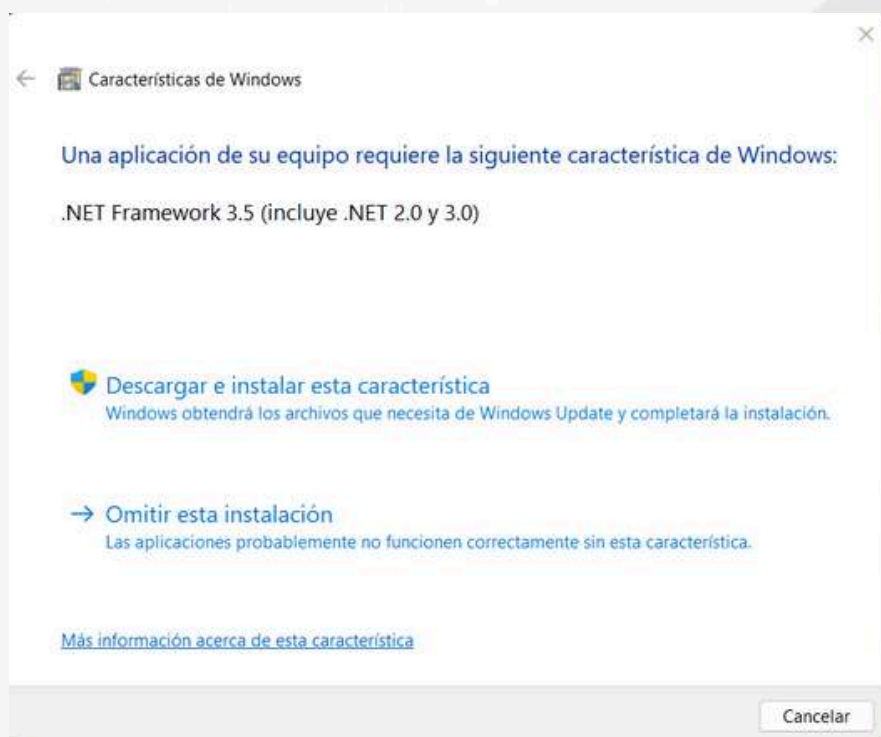 Características de Windows
Una aplicación de su equipo requiere la siguiente característica de Windows:
.NET Framework 3.5 (incluye .NET 2.0 y 3.0)
Descargar e instalar esta característica
Windows obtendrá los archivos que necesita de Windows Update y completará la instalación.
Omitir esta instalación
Las aplicaciones probablemente no funcionen correctamente sin esta característica.
Más información acerca de esta característica
Cancelar